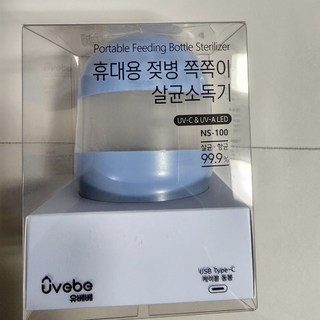 Portable Feeding Bottle Sterilizer
휴대용 젖병 쪽쪽이
살균소독기
UV-C & UV-A LED
NS-100
살균·항균
99.9%
Uvebe
유베베
USB Type-C
케이블 동봉